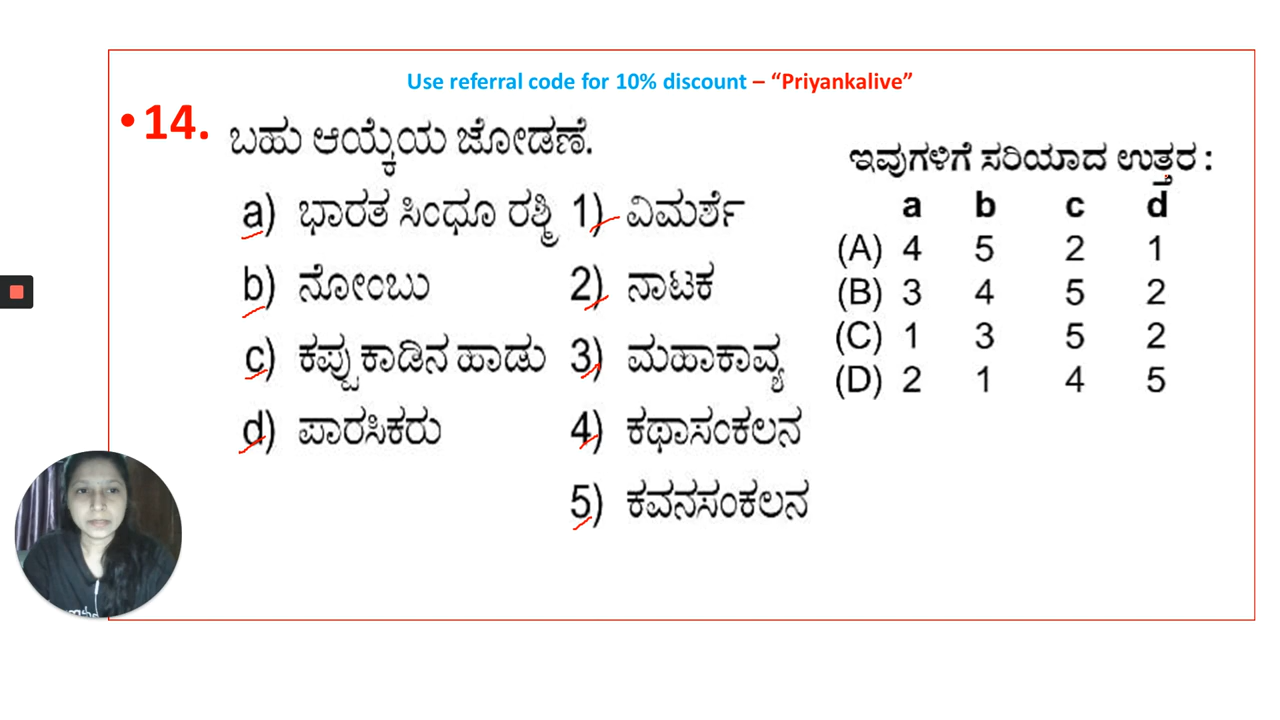 Use referral code for 10% discount – “Priyankalive”
•14. ಬಹು ಆಯ್ಕೆಯ ಜೋಡಣೆ.
a) ಭಾರತ ಸಿಂಧೂ ರಶ್ಮಿ 1) ವಿಮರ್ಶೆ
b) ನೋಂಬು 2) ನಾಟಕ
c) ಕಪ್ಪು ಕಾಡಿನ ಹಾಡು 3) ಮಹಾಕಾವ್ಯ
d) ಪಾರಸಿಕರು 4) ಕಥಾಸಂಕಲನ
5) ಕವನಸಂಕಲನ
ಇವುಗಳಿಗೆ ಸರಿಯಾದ ಉತ್ತರ :
a b c d
(A) 4 5 2 1
(B) 3 4 5 2
(C) 1 3 5 2
(D) 2 1 4 5